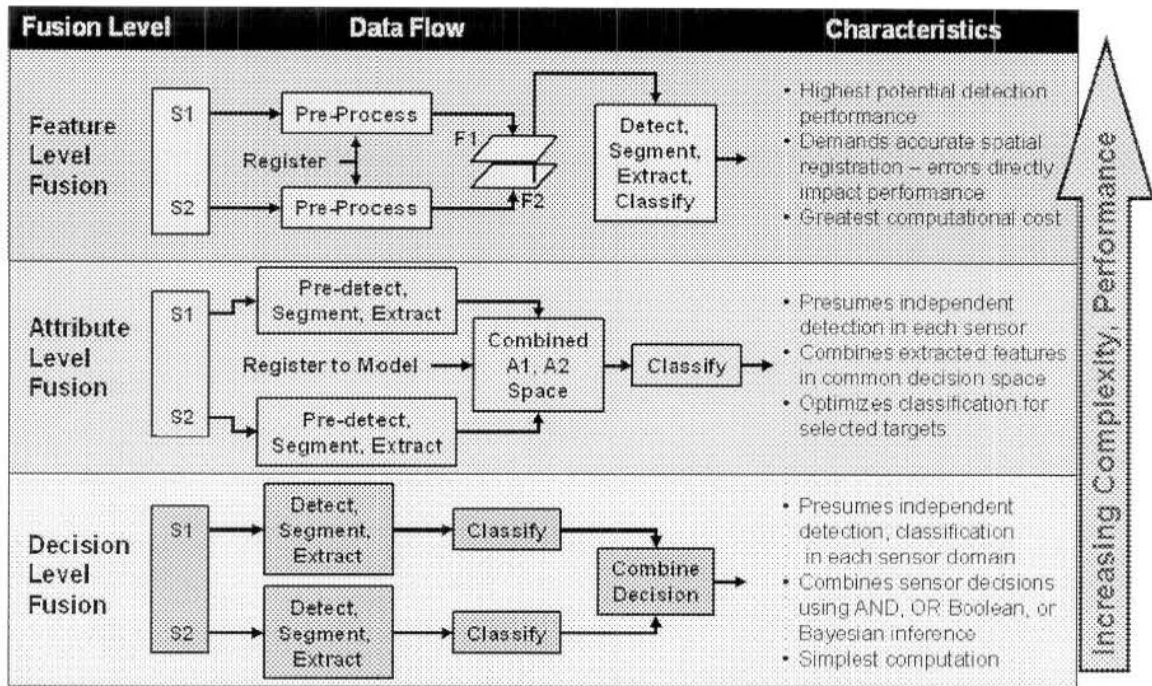 Fusion Level
Data Flow
Characteristics
Feature
Level
Fusion
S1
S2
Pre-Process
Register
Pre-Process
F1
F2
Detect,
Segment,
Extract,
Classify
• Highest potential detection
performance
• Demands accurate spatial
registration – errors directly
impact performance
• Greatest computational cost
Attribute
Level
Fusion
S1
S2
Pre-detect,
Segment, Extract
Register to Model
Pre-detect,
Segment, Extract
Combined
A1, A2
Space
Classify
• Presumes independent
detection in each sensor
• Combines extracted features
in common decision space
• Optimizes classification for
selected targets
Decision
Level
Fusion
S1
S2
Detect,
Segment,
Extract
Classify
Detect,
Segment,
Extract
Classify
Combine
Decision
• Presumes independent
detection, classification
in each sensor domain
• Combines sensor decisions
using AND, OR Boolean, or
Bayesian inference
• Simplest computation
Increasing Complexity, Performance